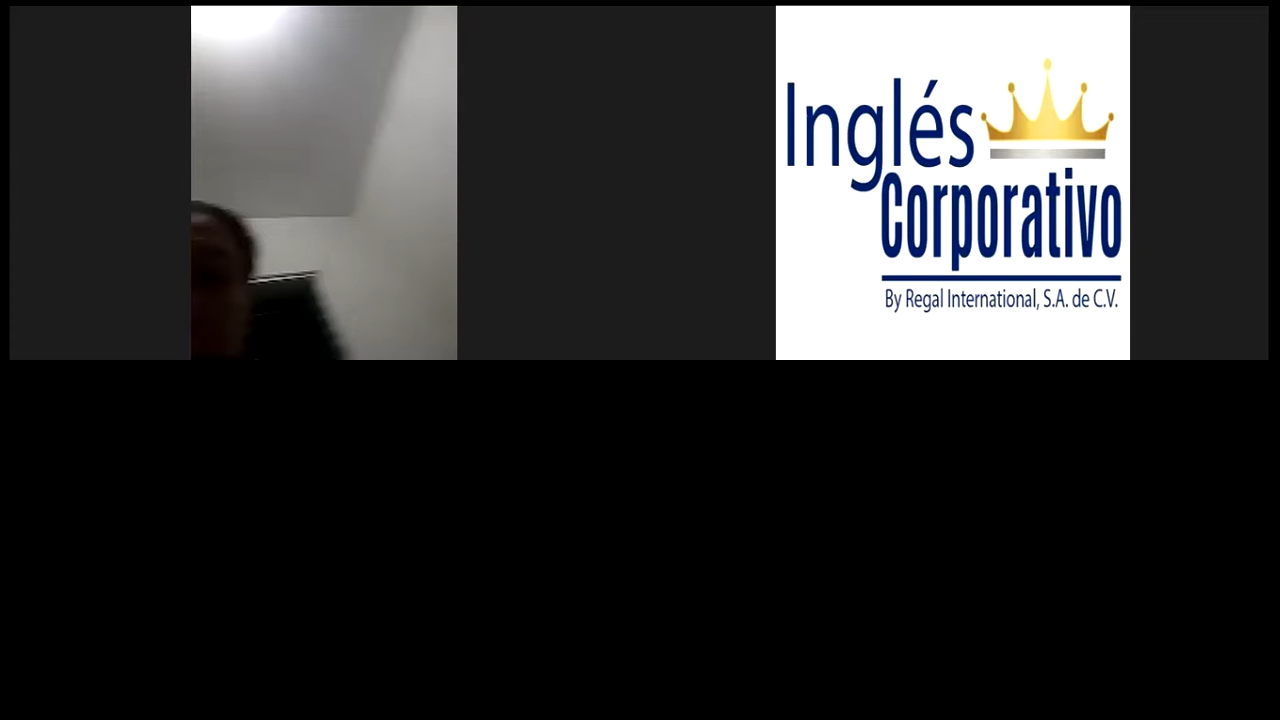 Inglés
Corporativo
By Regal International, S.A. de C.V.